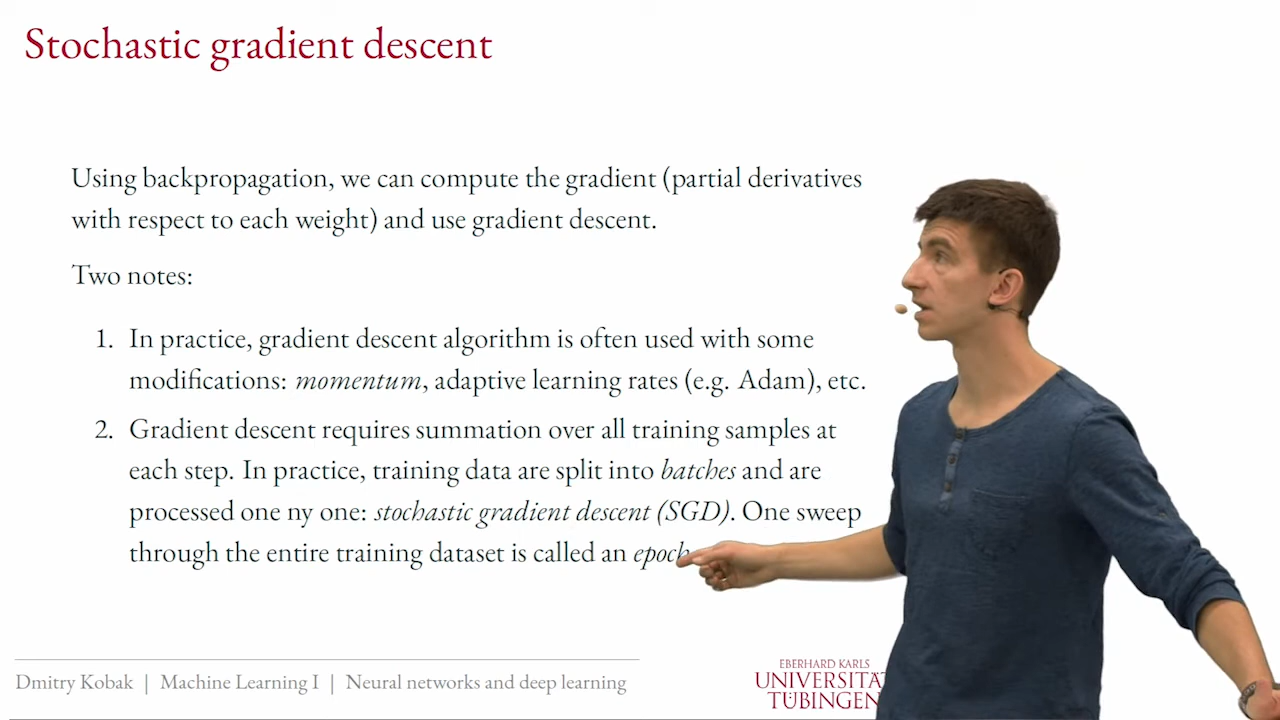 Stochastic gradient descent
Using backpropagation, we can compute the gradient (partial derivatives
with respect to each weight) and use gradient descent.
Two notes:
1. In practice, gradient descent algorithm is often used with some
modifications: momentum, adaptive learning rates (e.g. Adam), etc.
2. Gradient descent requires summation over all training samples at
each step. In practice, training data are split into batches and are
processed one ny one: stochastic gradient descent (SGD). One sweep
through the entire training dataset is called an epoch
Dmitry Kobak | Machine Learning I | Neural networks and deep learning
EBERHARD KARLS
UNIVERSITÄT
TÜBINGEN